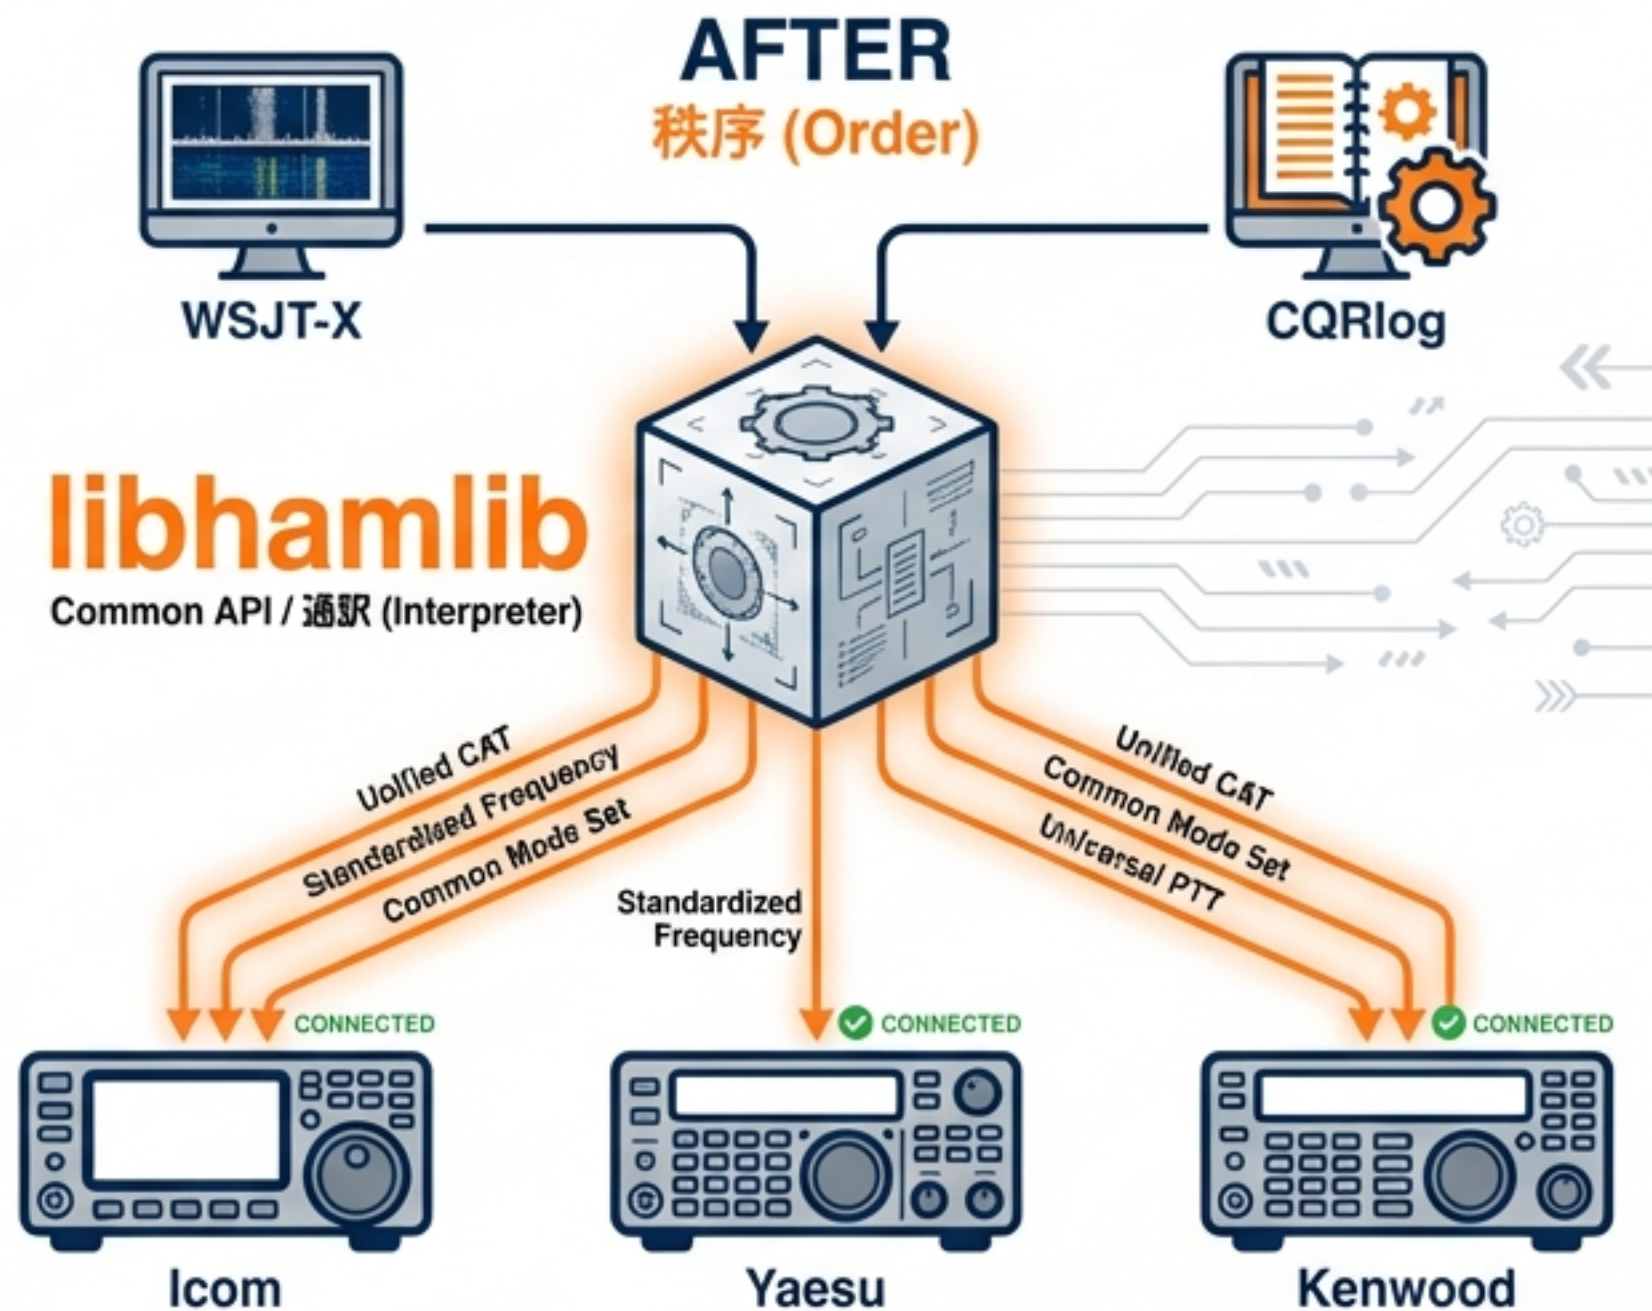 AFTER
秩序 (Order)
WSJT-X
CQRlog
libhamlib
Common API / 通訳 (Interpreter)
Unified CAT
Standardized Frequency
Common Mode Set
Standardized
Frequency
Unified CAT
Common Mode Set
Universal PTT
CONNECTED
CONNECTED
CONNECTED
Icom
Yaesu
Kenwood